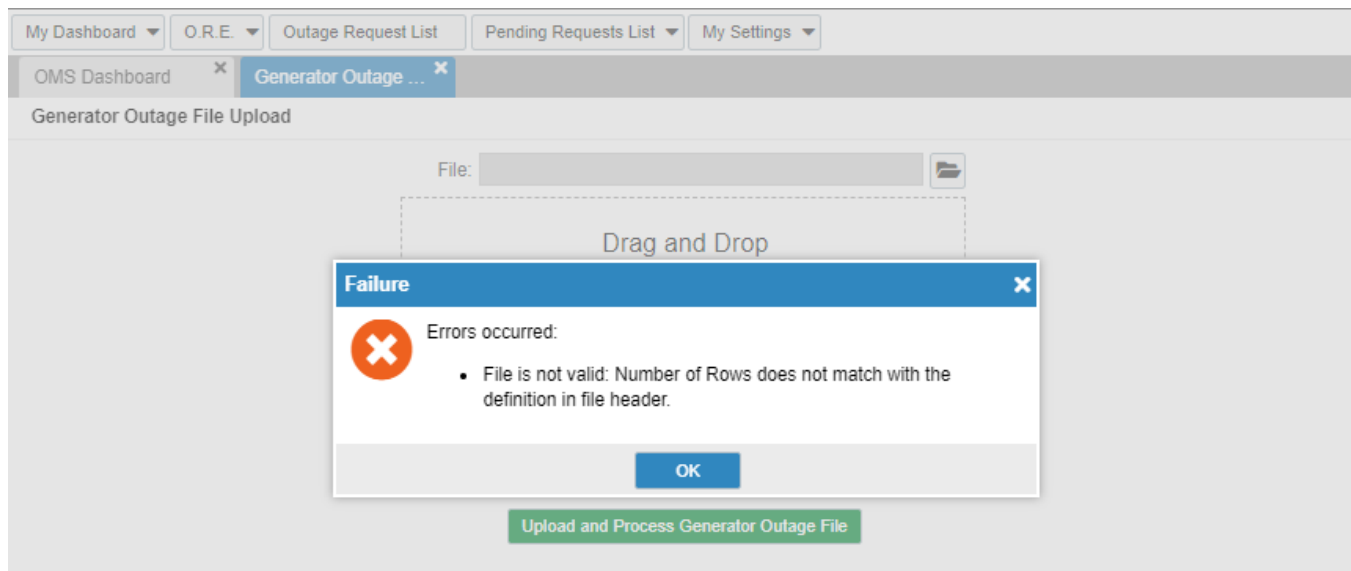 My Dashboard O.R.E. Outage Request List Pending Requests List My Settings
OMS Dashboard Generator Outage ...
Generator Outage File Upload
File:
Drag and Drop
Failure
Errors occurred:
• File is not valid: Number of Rows does not match with the
definition in file header.
OK
Upload and Process Generator Outage File